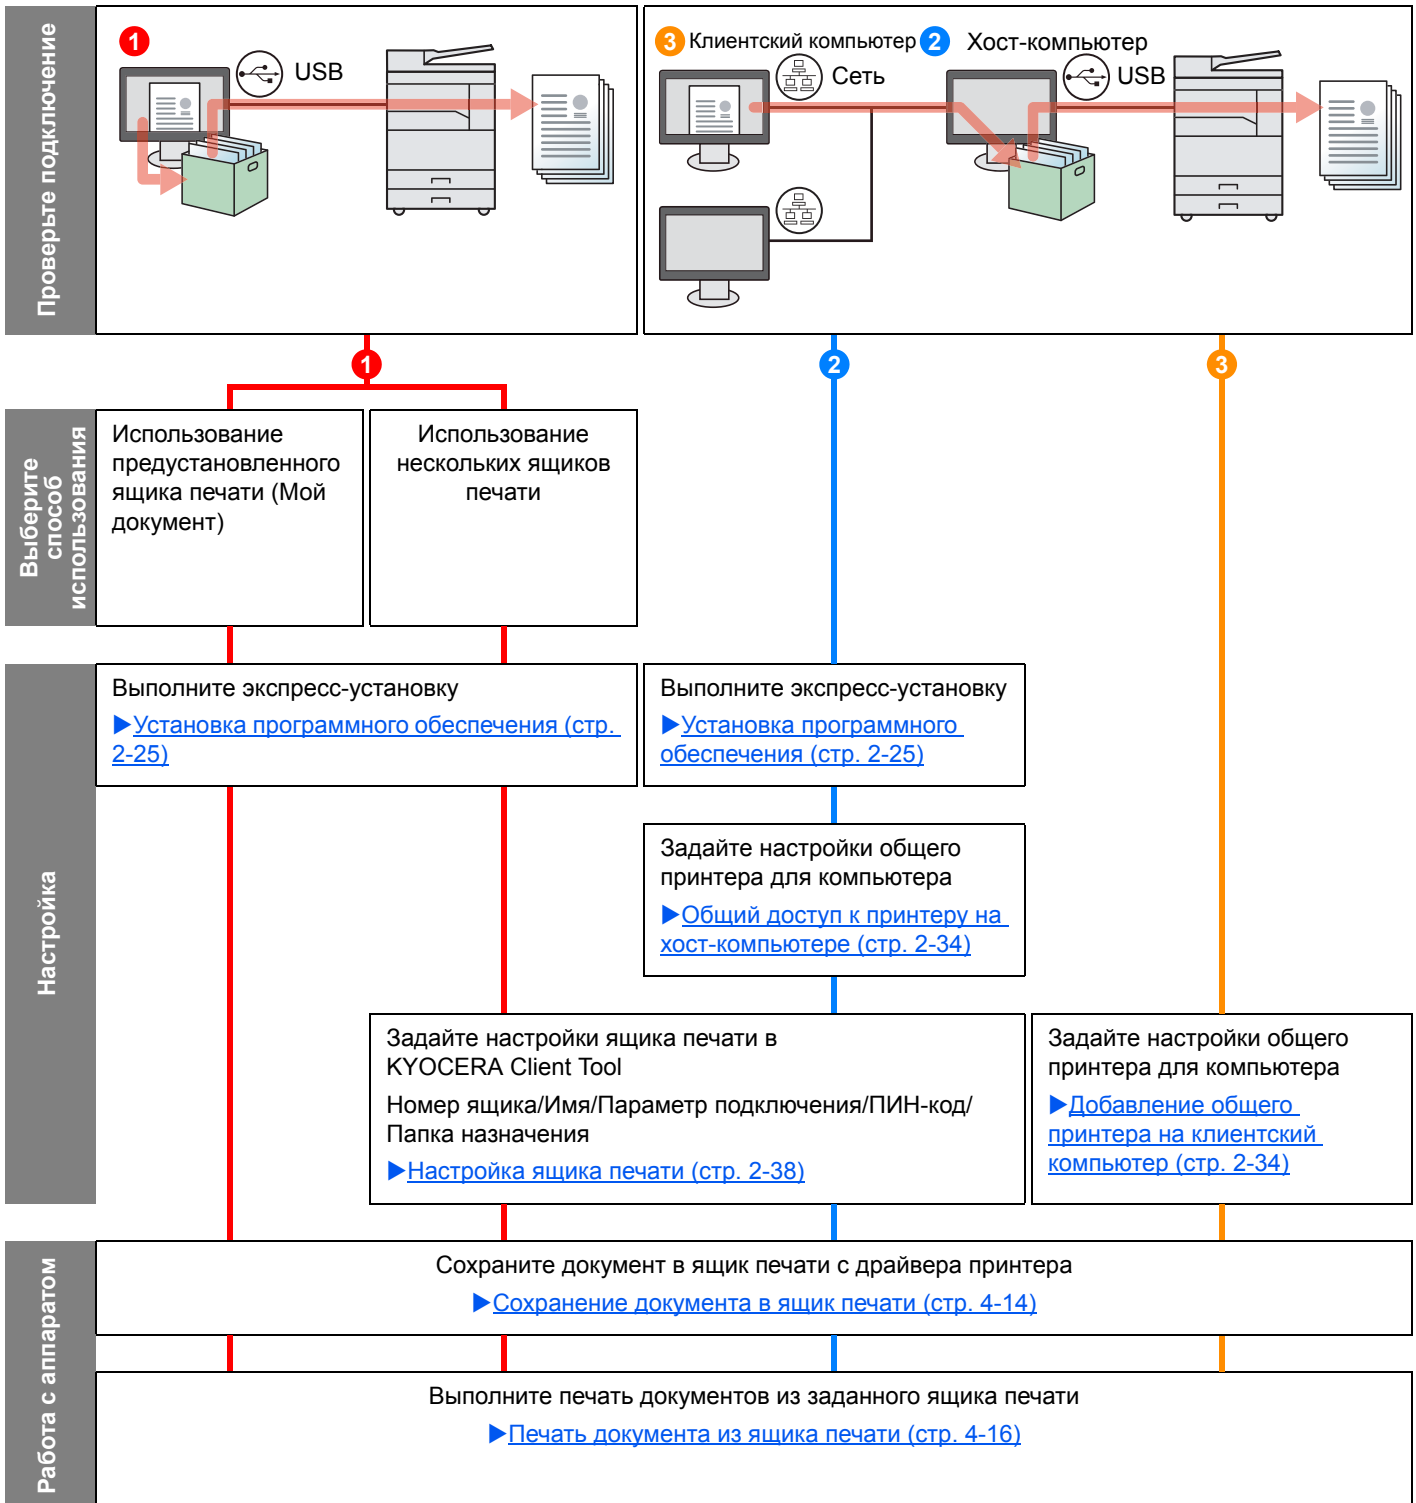 Проверьте подключение
1
USB
3 Клиентский компьютер
2 Хост-компьютер
Сеть
USB
1
2
3
Выберите
способ
использования
Использование
предустановленного
ящика печати (Мой
документ)
Использование
нескольких ящиков
печати
Настройка
Выполните экспресс-установку
▶Установка программного обеспечения (стр.
2-25)
Выполните экспресс-установку
▶Установка программного
обеспечения (стр. 2-25)
Задайте настройки общего
принтера для компьютера
▶Общий доступ к принтеру на
хост-компьютере (стр. 2-34)
Задайте настройки ящика печати в
KYOCERA Client Tool
Номер ящика/Имя/Параметр подключения/ПИН-код/
Папка назначения
▶Настройка ящика печати (стр. 2-38)
Задайте настройки общего
принтера для компьютера
▶Добавление общего
принтера на клиентский
компьютер (стр. 2-34)
Работа с аппаратом
Сохраните документ в ящик печати с драйвера принтера
▶Сохранение документа в ящик печати (стр. 4-14)
Выполните печать документов из заданного ящика печати
▶Печать документа из ящика печати (стр. 4-16)